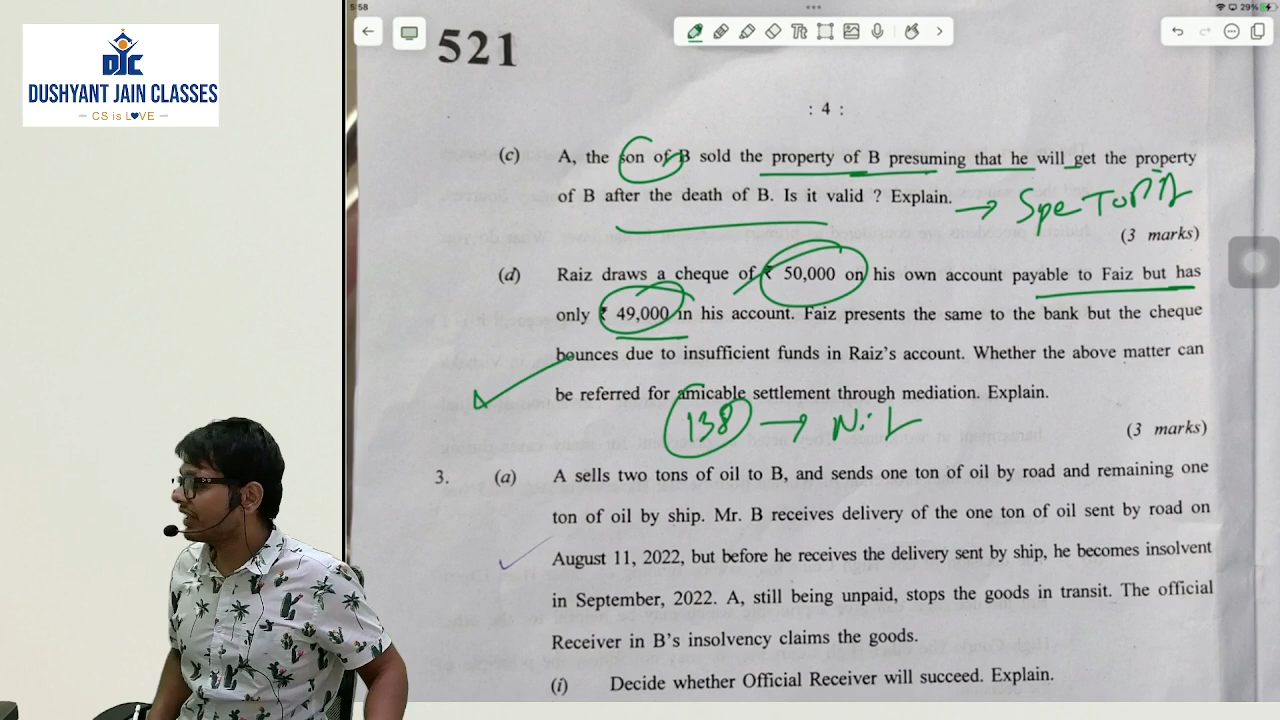 5:58
29%
DJC
DUSHYANT JAIN CLASSES
CS is L♥VE
521
: 4 :
(c) A, the son of B sold the property of B presuming that he will get the property
of B after the death of B. Is it valid ? Explain.
(3 marks)
(d) Raiz draws a cheque of ₹ 50,000 on his own account payable to Faiz but has
only ₹ 49,000 in his account. Faiz presents the same to the bank but the cheque
bounces due to insufficient funds in Raiz's account. Whether the above matter can
be referred for amicable settlement through mediation. Explain.
138 →
(3 marks)
3. (a) A sells two tons of oil to B, and sends one ton of oil by road and remaining one
ton of oil by ship. Mr. B receives delivery of the one ton of oil sent by road on
August 11, 2022, but before he receives the delivery sent by ship, he becomes insolvent
in September, 2022. A, still being unpaid, stops the goods in transit. The official
Receiver in B's insolvency claims the goods.
(i) Decide whether Official Receiver will succeed. Explain.